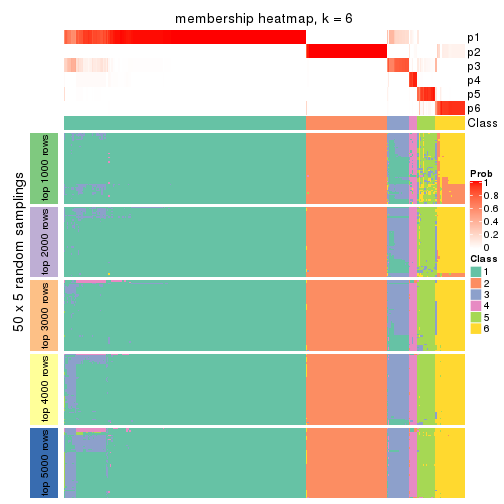 membership heatmap, k = 6
p1
p2
p3
p4
p5
p6
Class
50 x 5 random samplings
top 1000 rows
top 2000 rows
top 3000 rows
top 4000 rows
top 5000 rows
Prob
1
0.8
0.6
0.4
0.2
0
Class
1
2
3
4
5
6